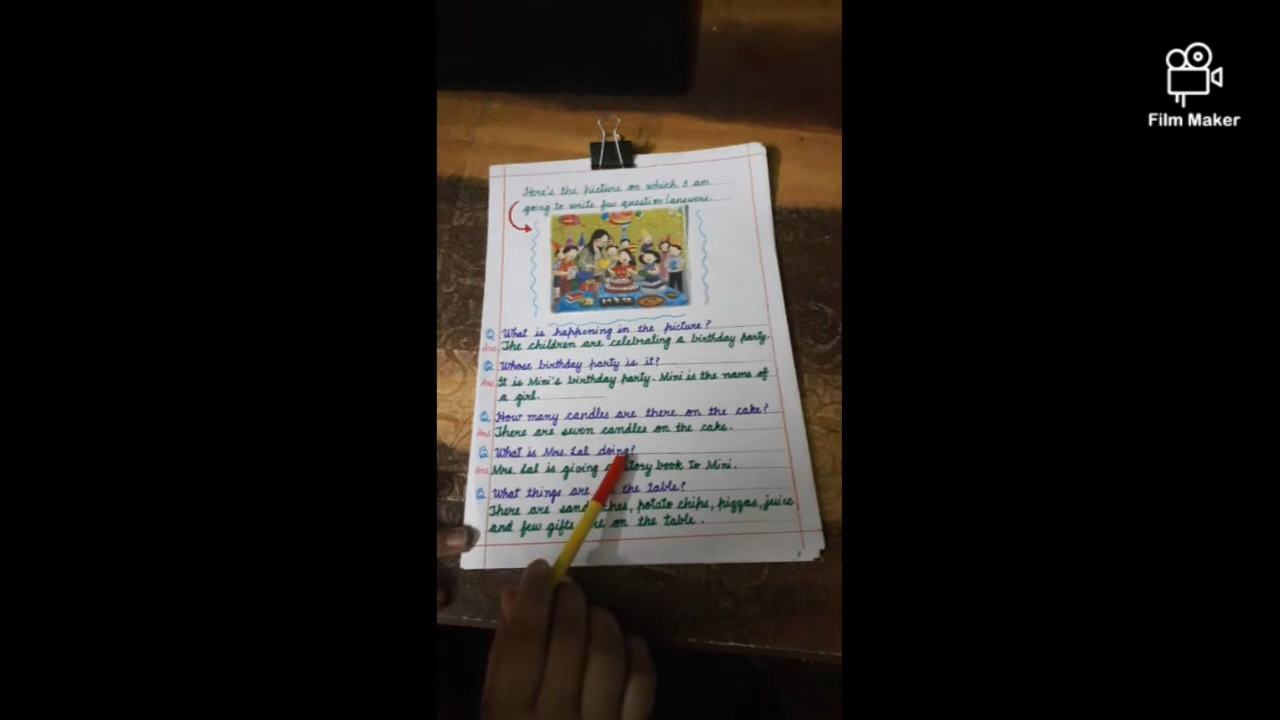 Film Maker
Here's the picture on which I am
going to write few question/answers.
Q What is happening in the picture?
Ans The children are celebrating a birthday party.
Q Whose birthday party is it?
Ans It is Mini's birthday party. Mini is the name of
a girl.
Q How many candles are there on the cake?
Ans There are seven candles on the cake.
Q What is Mrs. Lal doing?
Ans Mrs. Lal is giving a story book to Mini.
Q What things are the table?
There are potato chips, pizzas, juice
and few gifts on the table.